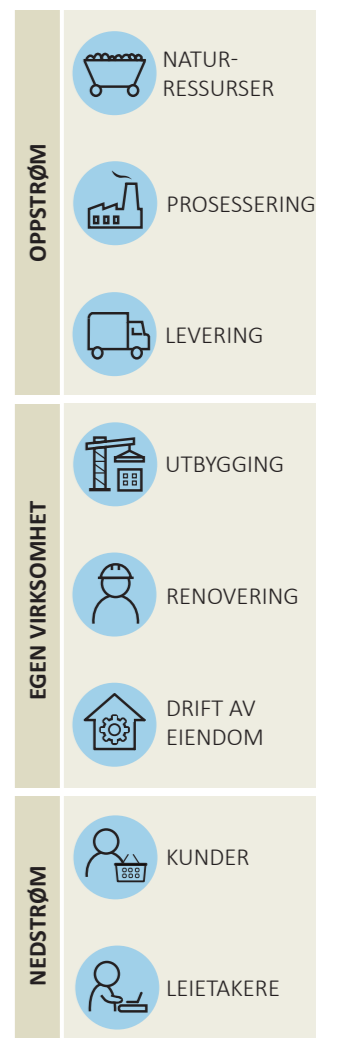 OPPSTRØM
NATUR-
RESSURSER
PROSESSERING
LEVERING
EGEN VIRKSOMHET
UTBYGGING
RENOVERING
DRIFT AV
EIENDOM
NEDSTRØM
KUNDER
LEIETAKERE